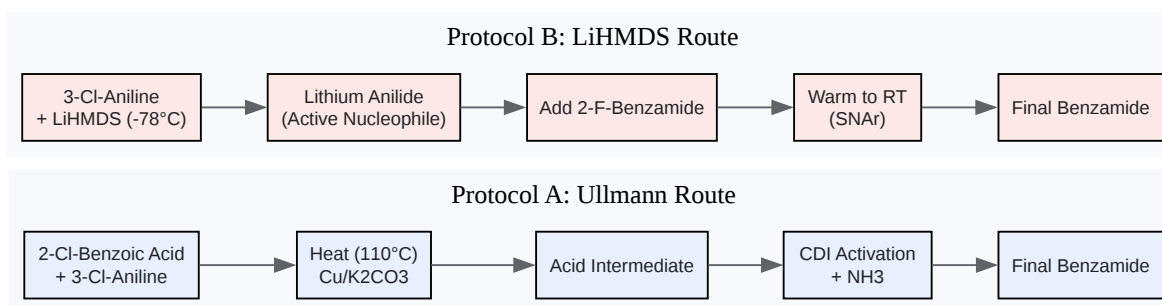 Protocol B: LiHMDS Route
3-Cl-Aniline
+ LiHMDS (-78°C)
Lithium Anilide
(Active Nucleophile)
Add 2-F-Benzamide
Warm to RT
(SNAr)
Final Benzamide
Protocol A: Ullmann Route
2-Cl-Benzoic Acid
+ 3-Cl-Aniline
Heat (110°C)
Cu/K2CO3
Acid Intermediate
CDI Activation
+ NH3
Final Benzamide